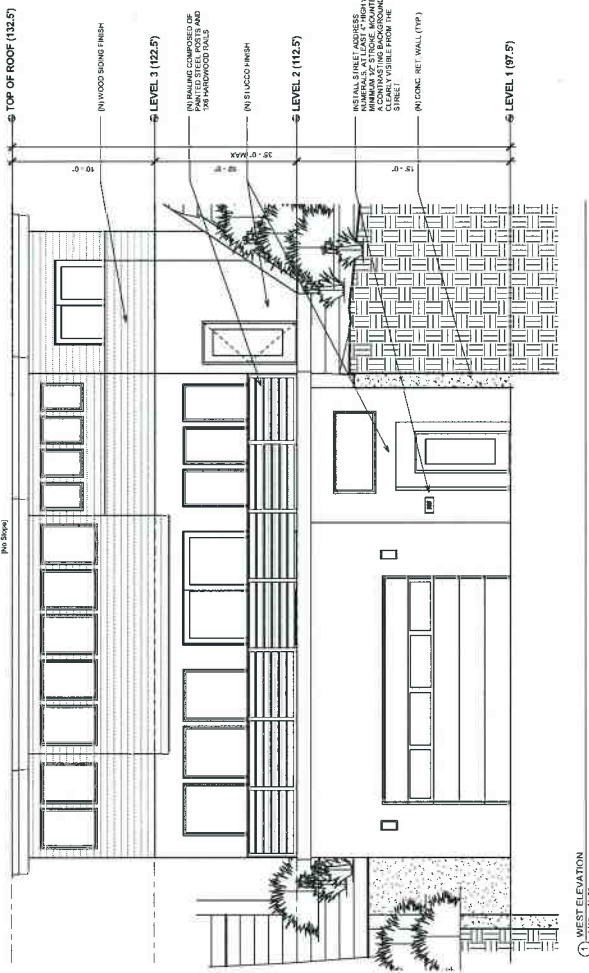 TOP OF ROOF (132.5')
(N) WOOD SIDING FINISH
LEVEL 3 (122.5')
(N) RAILING COMPOSED OF
PAINTED STEEL POSTS AND
1X6 HARDWOOD RAILS
(N) STUCCO FINISH
LEVEL 2 (112.5')
INSTALL STREET ADDRESS
NUMERALS, AT LEAST 4" HIGH
MINIMUM 1/2" STROKE, MOUNTED
A CONTRASTING BACKGROUND
CLEARLY VISIBLE FROM THE
STREET
(N) CONC. RET. WALL (TYP.)
LEVEL 1 (97.5')
10' - 0"
35' - 0" MAX
15' - 0"
(No Slope)
1 WEST ELEVATION